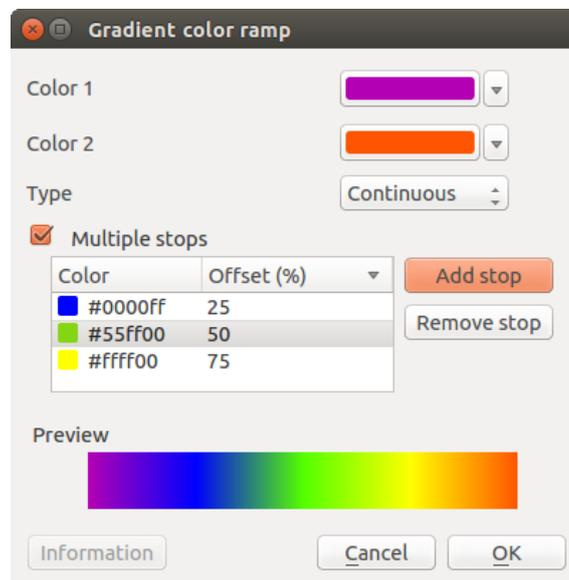 Gradient color ramp
Color 1
Color 2
Type Continuous
Multiple stops
Color Offset (%) Add stop
#0000ff 25
Remove stop
#55ff00 50
#ffff00 75
Preview
Information Cancel OK